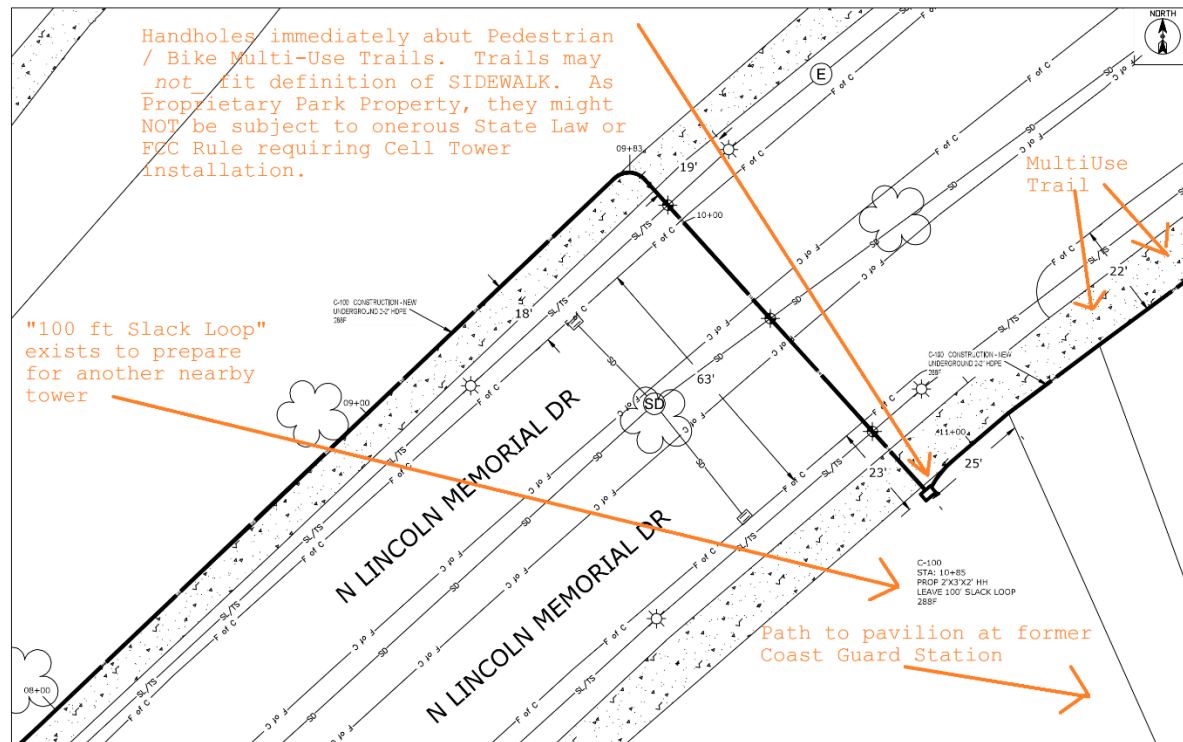 NORTH
Handholes immediately abut Pedestrian
/ Bike Multi-Use Trails. Trails may
_not_ fit definition of SIDEWALK. As
Proprietary Park Property, they might
NOT be subject to onerous State Law or
FCC Rule requiring Cell Tower
installation.
E
MultiUse
Trail
09+83
19'
10+00
F of C
SD
SL/TS
22'
C-100 CONSTRUCTION - NEW
UNDERGROUND 2-2" HDPE
288F
18'
"100 ft Slack Loop"
exists to prepare
for another nearby
tower
09+00
63'
SD
C-100 CONSTRUCTION - NEW
UNDERGROUND 2-2" HDPE
288F
11+00
25'
23'
N LINCOLN MEMORIAL DR
N LINCOLN MEMORIAL DR
C-100
STA: 10+85
PROP 2'X3'X2' HH
LEAVE 100' SLACK LOOP
288F
Path to pavilion at former
Coast Guard Station
08+00